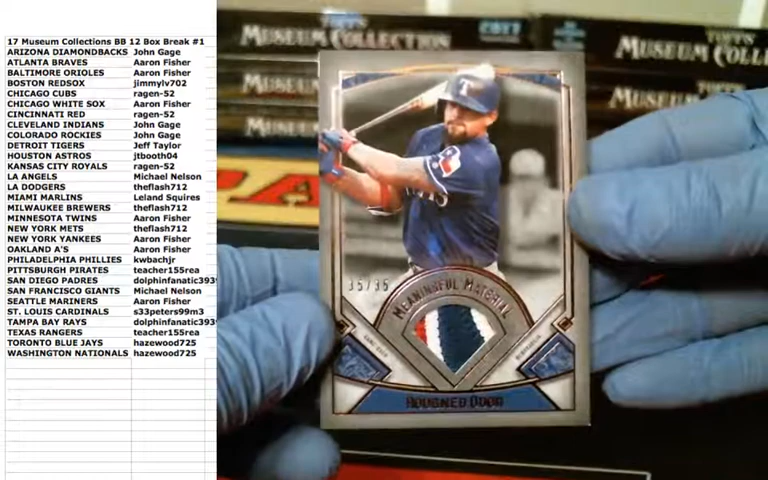 17 Museum Collections BB 12 Box Break #1
ARIZONA DIAMONDBACKS John Gage
ATLANTA BRAVES Aaron Fisher
BALTIMORE ORIOLES Aaron Fisher
BOSTON REDSOX jimmylv702
CHICAGO CUBS ragen-52
CHICAGO WHITE SOX Aaron Fisher
CINCINNATI RED ragen-52
CLEVELAND INDIANS John Gage
COLORADO ROCKIES John Gage
DETROIT TIGERS Jeff Taylor
HOUSTON ASTROS jtbooth04
KANSAS CITY ROYALS ragen-52
LA ANGELS Michael Nelson
LA DODGERS theflash712
MIAMI MARLINS Leland Squires
MILWAUKEE BREWERS theflash712
MINNESOTA TWINS Aaron Fisher
NEW YORK METS theflash712
NEW YORK YANKEES Aaron Fisher
OAKLAND A'S Aaron Fisher
PHILADELPHIA PHILLIES kwbachjr
PITTSBURGH PIRATES teacher155rea
SAN DIEGO PADRES dolphinfanatic393
SAN FRANCISCO GIANTS Michael Nelson
SEATTLE MARINERS Aaron Fisher
ST. LOUIS CARDINALS s33peters99m3
TAMPA BAY RAYS dolphinfanatic393
TEXAS RANGERS teacher155rea
TORONTO BLUE JAYS hazewood725
WASHINGTON NATIONALS hazewood725
TOPPS
MUSEUM COLLECTION
TOPPS
MUSEUM COLL
MUSEUM
T
35/35
MEANINGFUL MATERIAL
ROUGNED ODOR